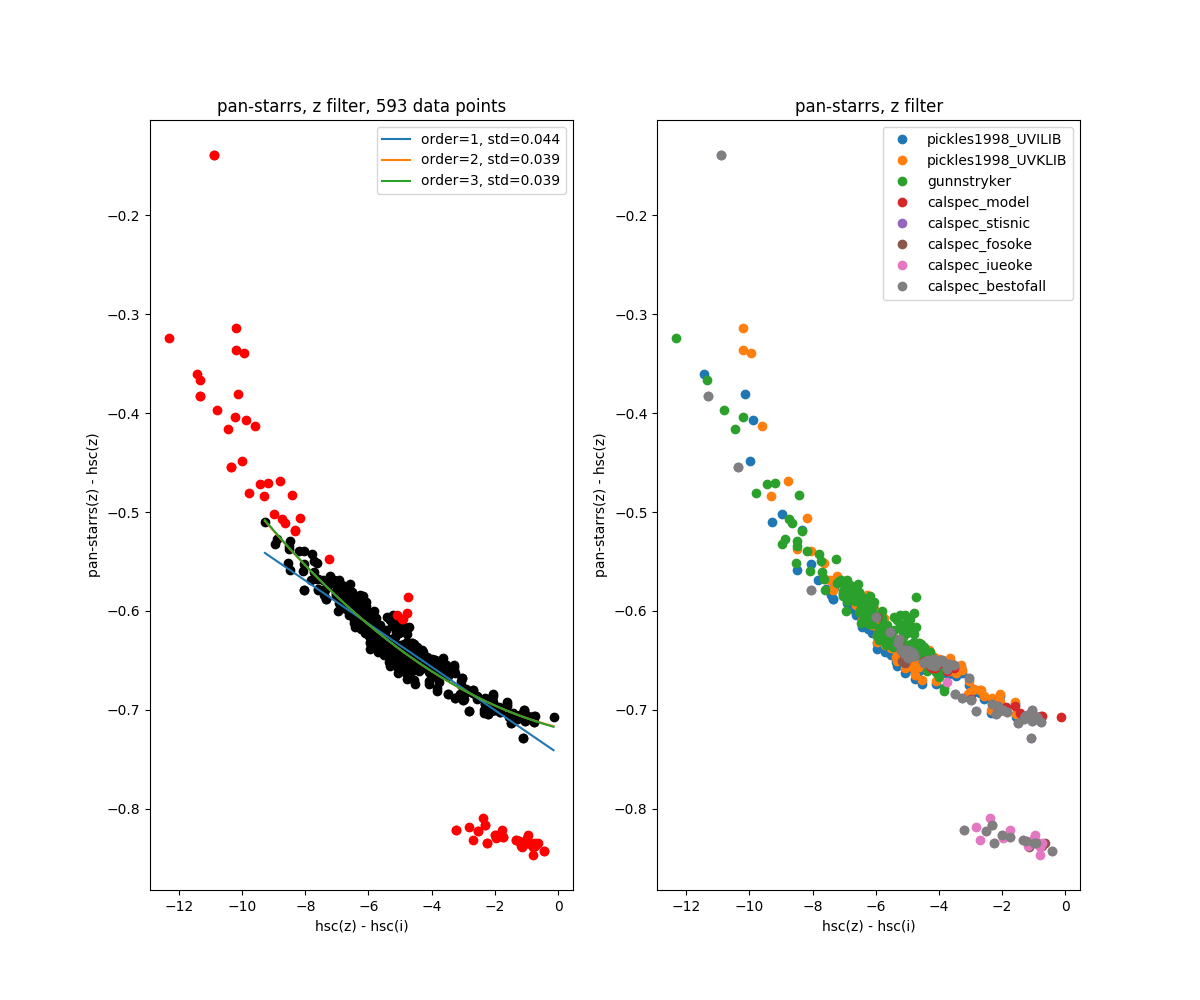 pan-starrs, z filter, 593 data points
order=1, std=0.044
order=2, std=0.039
order=3, std=0.039
−0.2
−0.3
−0.4
−0.5
−0.6
−0.7
−0.8
pan-starrs(z) - hsc(z)
−12
−10
−8
−6
−4
−2
0
hsc(z) - hsc(i)
pan-starrs, z filter
pickles1998_UVILIB
pickles1998_UVKLIB
gunnstryker
calspec_model
calspec_stisnic
calspec_fosoke
calspec_iueoke
calspec_bestofall
−0.2
−0.3
−0.4
−0.5
−0.6
−0.7
−0.8
pan-starrs(z) - hsc(z)
−12
−10
−8
−6
−4
−2
0
hsc(z) - hsc(i)